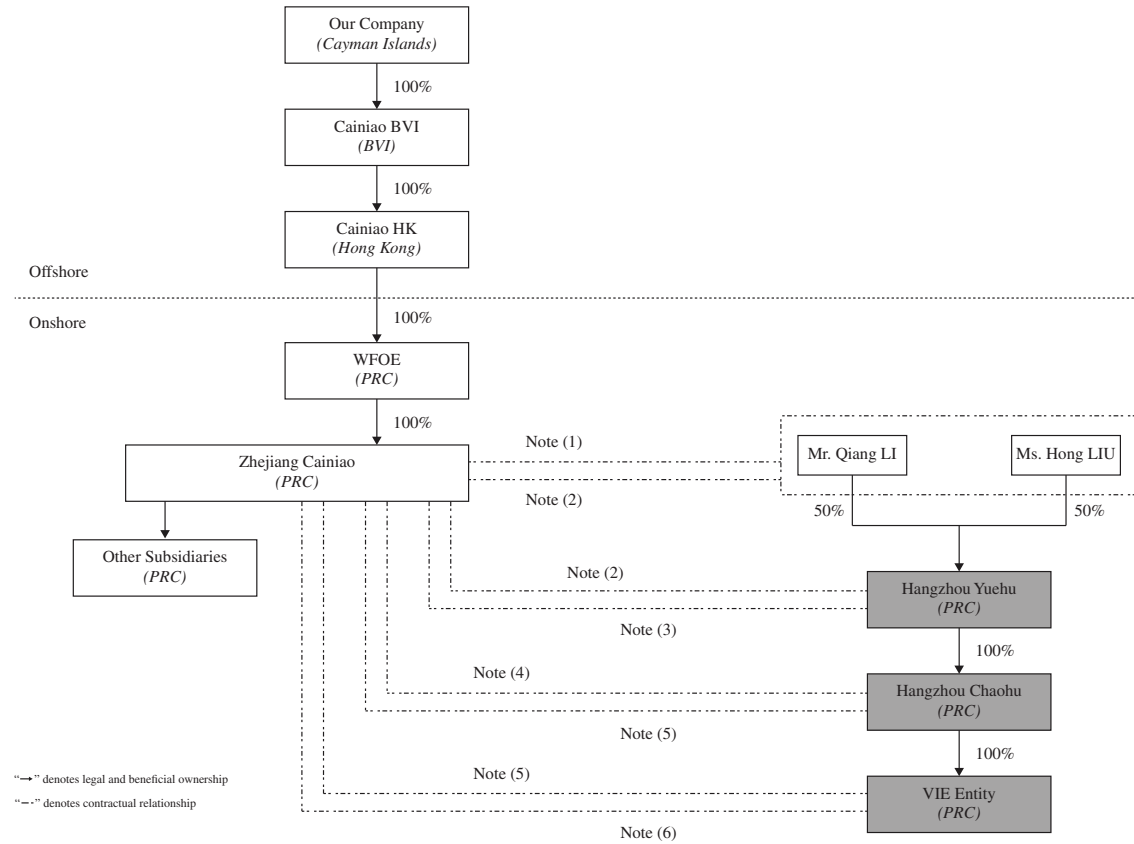 Our Company
(Cayman Islands)
100%
Cainiao BVI
(BVI)
100%
Cainiao HK
(Hong Kong)
Offshore
Onshore
100%
WFOE
(PRC)
100%
Zhejiang Cainiao
(PRC)
Note (1)
Note (2)
Mr. Qiang LI
Ms. Hong LIU
50%
50%
Other Subsidiaries
(PRC)
Note (2)
Note (3)
Hangzhou Yuehu
(PRC)
100%
Note (4)
Note (5)
Hangzhou Chaohu
(PRC)
100%
Note (5)
Note (6)
VIE Entity
(PRC)
“→” denotes legal and beneficial ownership
“–·–” denotes contractual relationship